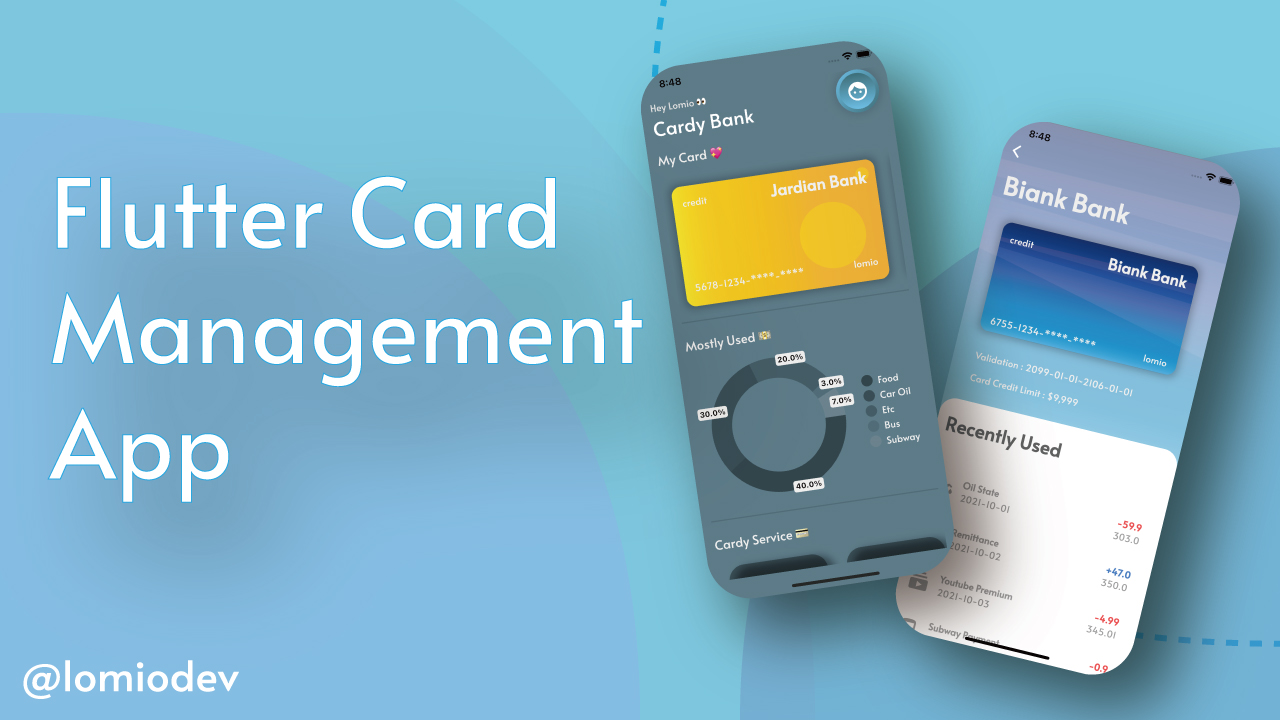 Flutter Card
Management
App
@lomiodev
8:48
Hey Lomio 👀
Cardy Bank
My Card 💖
credit
Jardian Bank
5678-1234-****-****
lomio
Mostly Used 💴
20.0%
3.0%
7.0%
30.0%
40.0%
Food
Car Oil
Etc
Bus
Subway
Cardy Service 💳
8:48
Biank Bank
credit
Biank Bank
6755-1234-****-****
lomio
Validation : 2099-01-01-2106-01-01
Card Credit Limit : $9,999
Recently Used
Oil State
2021-10-01
-59.9
303.0
Remittance
2021-10-02
+47.0
350.0
Youtube Premium
2021-10-03
-4.99
345.01
Subway Payment
-0.9